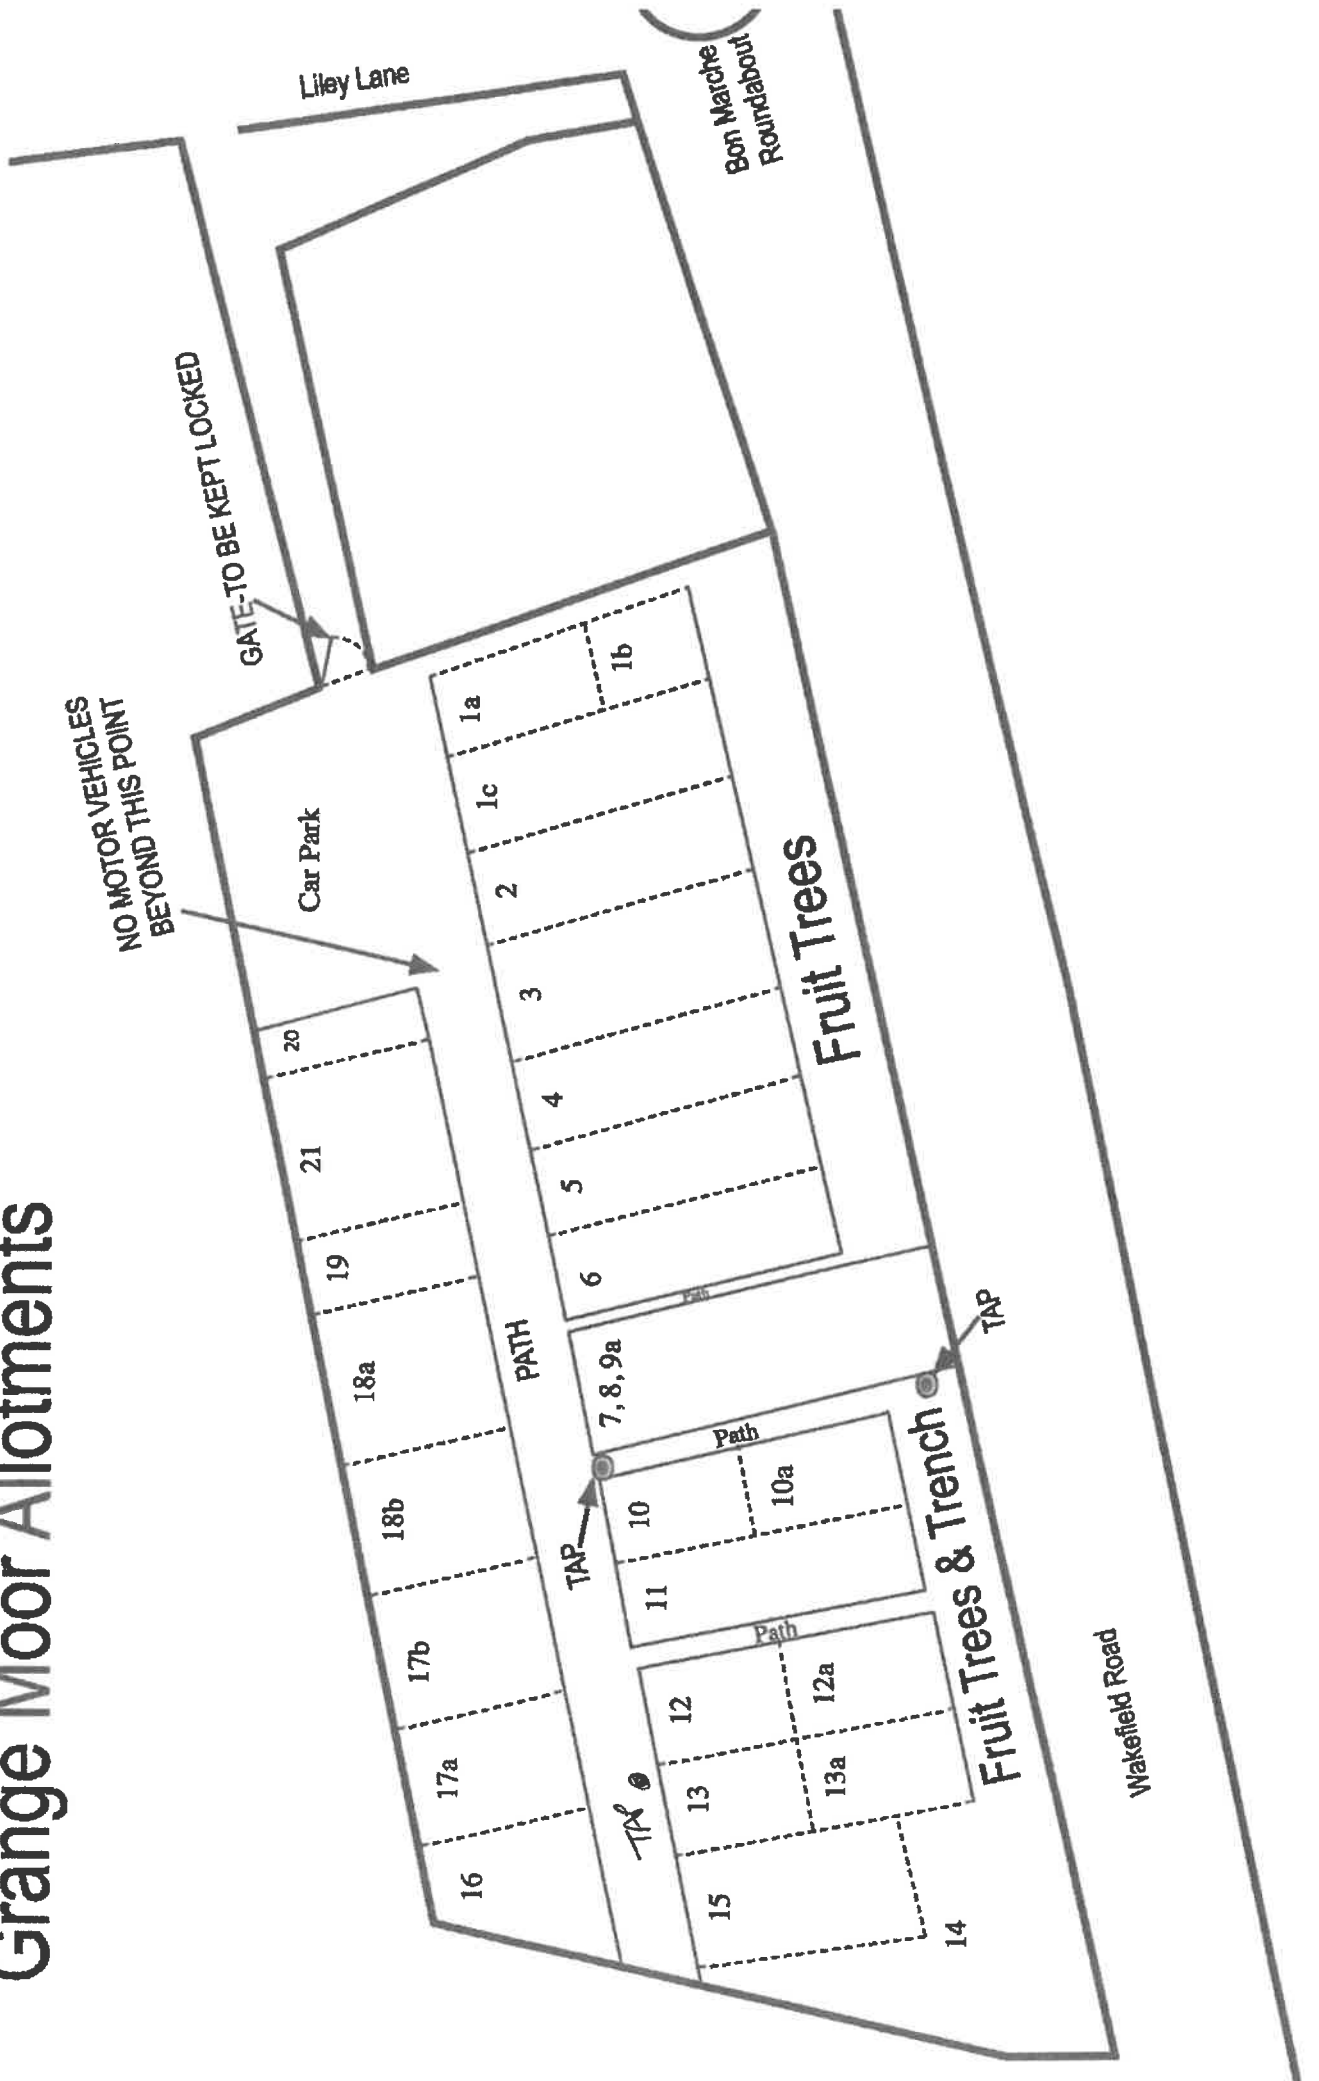 Grange Moor Allotments
NO MOTOR VEHICLES
BEYOND THIS POINT
GATE-TO BE KEPT LOCKED
Liley Lane
Bon Marche
Roundabout
Car Park
20
21
19
18a
18b
17b
17a
16
PATH
1a
1b
1c
2
3
4
5
6
Path
7, 8, 9a
TAP
TAP
Path
10
10a
11
Path
12
12a
TAP
13
13a
15
14
Fruit Trees
Fruit Trees & Trench
Wakefield Road